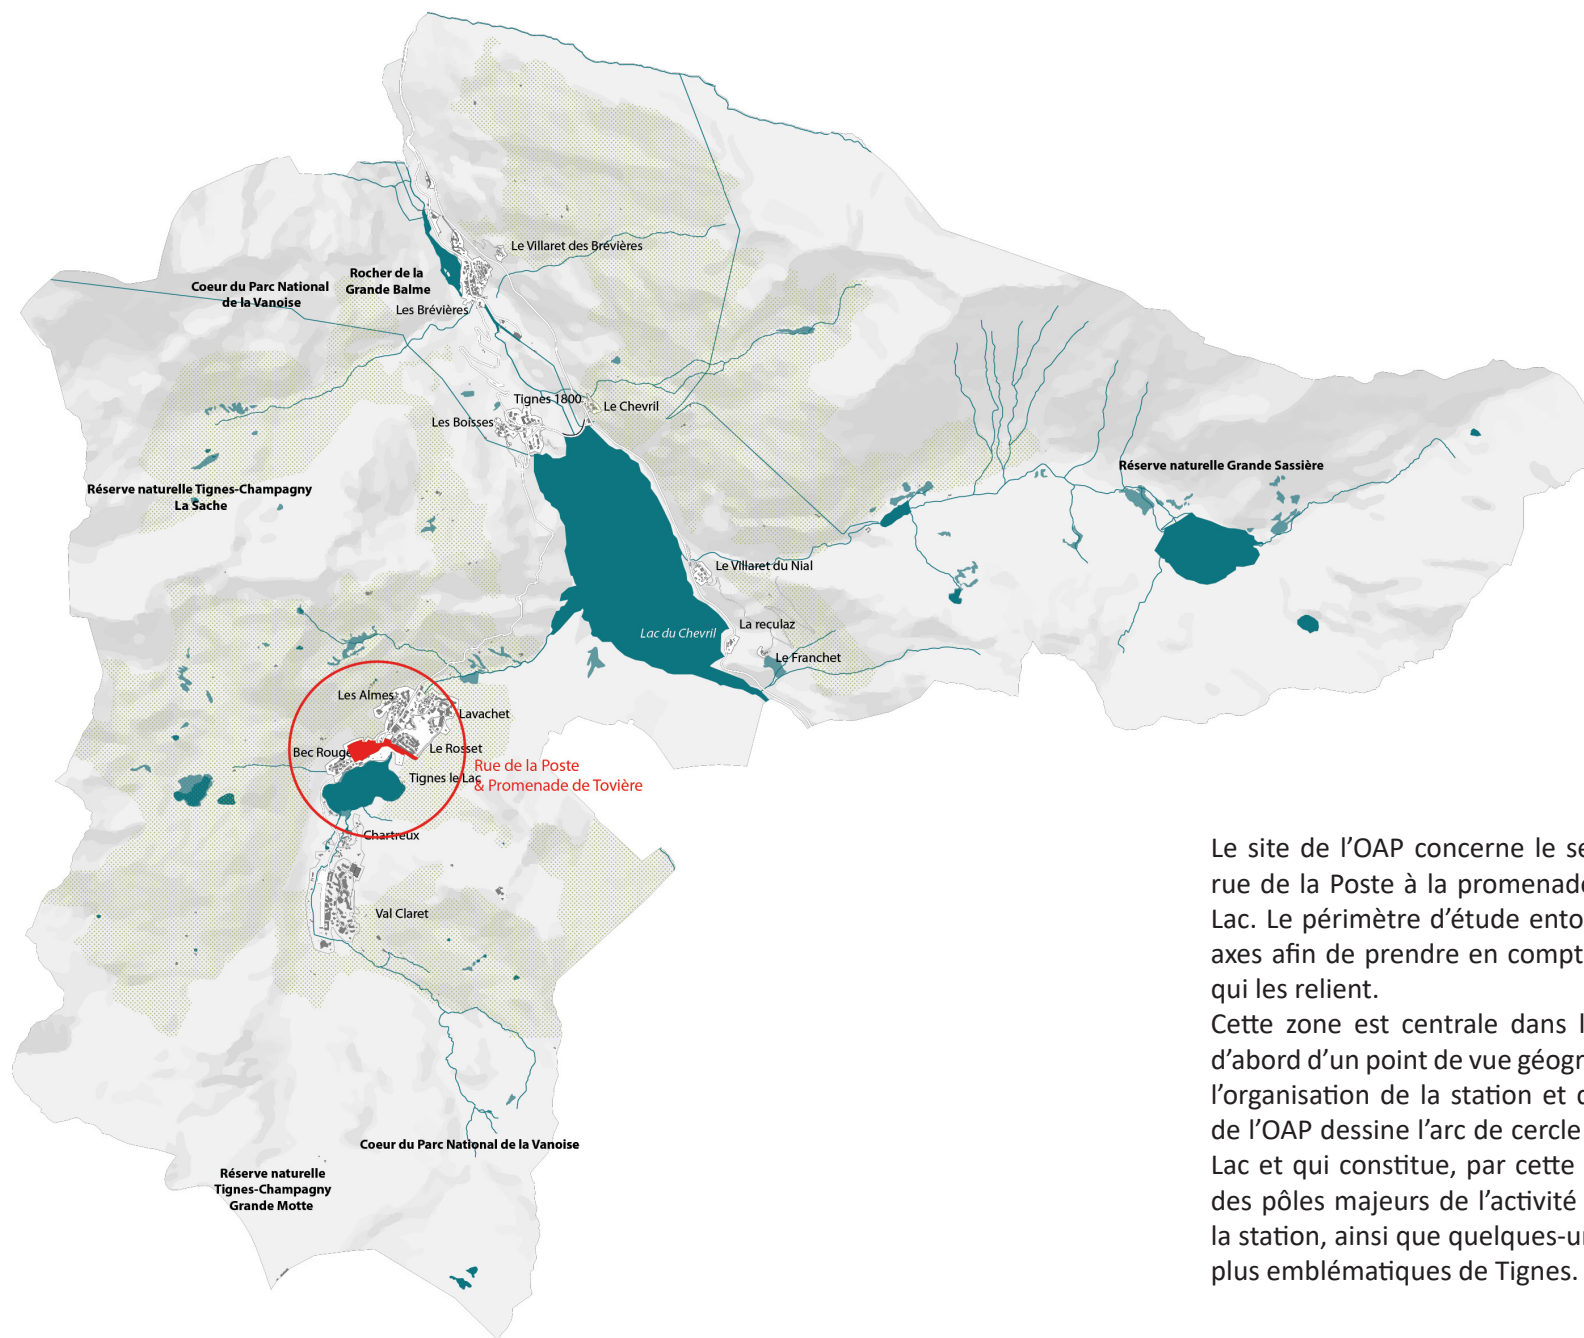 Le Villaret des Brévières
Rocher de la
Grande Balme
Coeur du Parc National
de la Vanoise
Les Brévières
Tignes 1800
Le Chevril
Les Boisses
Réserve naturelle Grande Sassière
Réserve naturelle Tignes-Champagny
La Sache
Le Villaret du Nial
La reculaz
Lac du Chevril
Le Franchet
Les Almes
Lavachet
Bec Rouge
Le Rosset
Rue de la Poste
& Promenade de Tovière
Tignes le Lac
Chartreux
Val Claret
Coeur du Parc National de la Vanoise
Réserve naturelle
Tignes-Champagny
Grande Motte
Le site de l’OAP concerne le
rue de la Poste à la promenade
Lac. Le périmètre d’étude
axes afin de prendre en
qui les relient.
Cette zone est centrale dans
d’abord d’un point de vue
l’organisation de la station et
de l’OAP dessine l’arc de cercle
Lac et qui constitue, par cette
des pôles majeurs de l’activité
la station, ainsi que
plus emblématiques de Tignes.